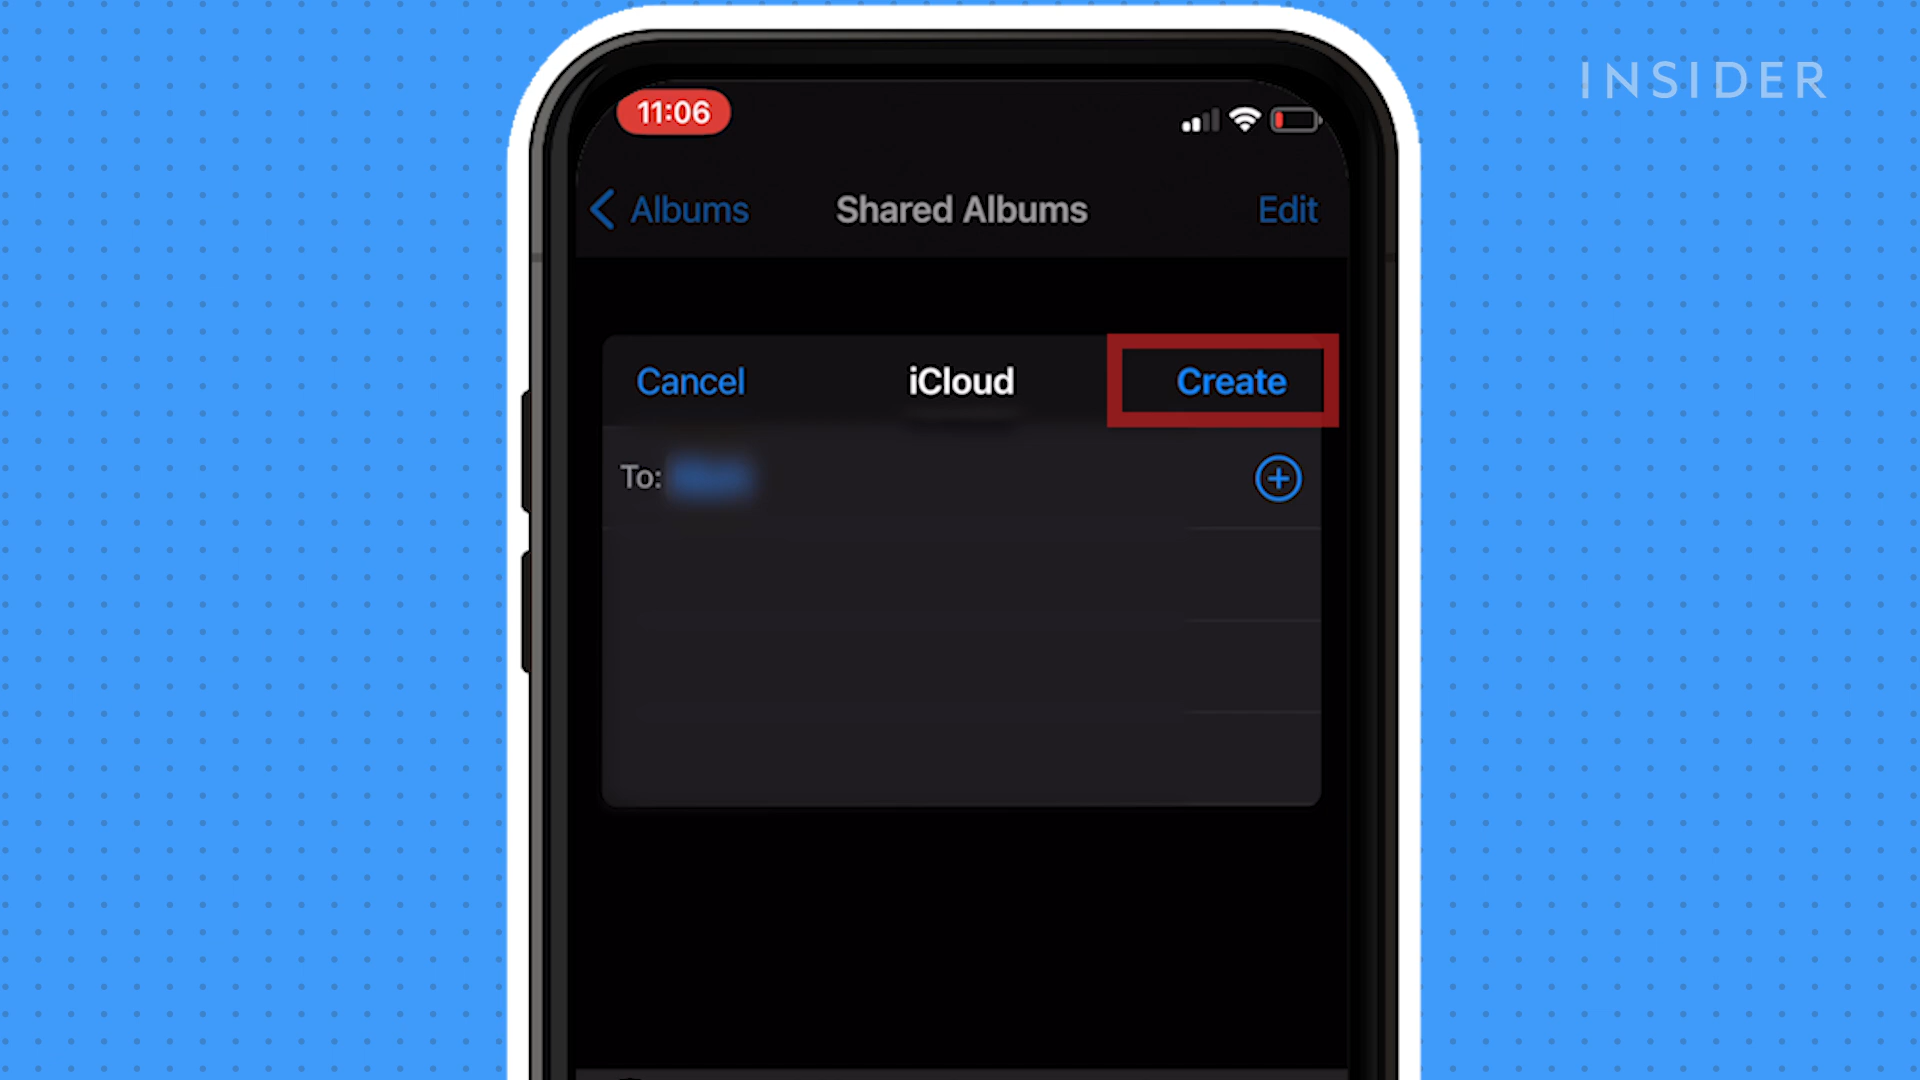 INSIDER
11:06
Albums Shared Albums Edit
Cancel iCloud Create
To: